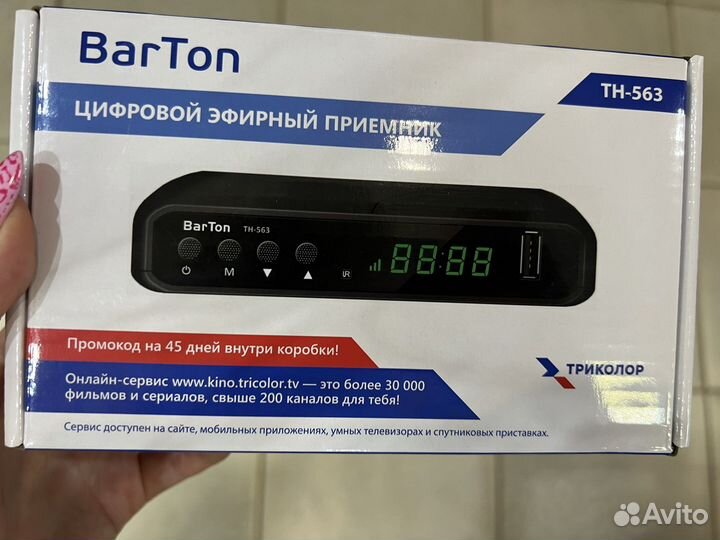 BarTon
TH-563
ЦИФРОВОЙ ЭФИРНЫЙ ПРИЕМНИК
BarTon TH-563
M
IR
88:88
Промокод на 45 дней внутри коробки!
Онлайн-сервис www.kino.tricolor.tv — это более 30 000
фильмов и сериалов, свыше 200 каналов для тебя!
ТРИКОЛОР
Сервис доступен на сайте, мобильных приложениях, умных телевизорах и спутниковых приставках.
Avito